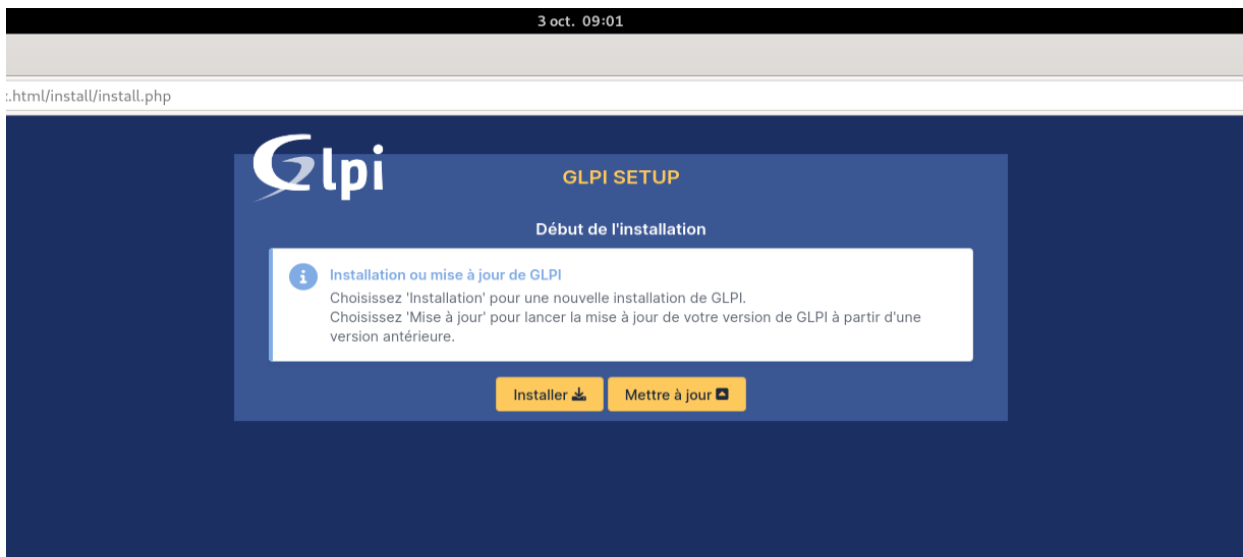 3 oct. 09:01
.html/install/install.php
Glpi
GLPI SETUP
Début de l'installation
Installation ou mise à jour de GLPI
Choisissez 'Installation' pour une nouvelle installation de GLPI.
Choisissez 'Mise à jour' pour lancer la mise à jour de votre version de GLPI à partir d'une
version antérieure.
Installer
Mettre à jour